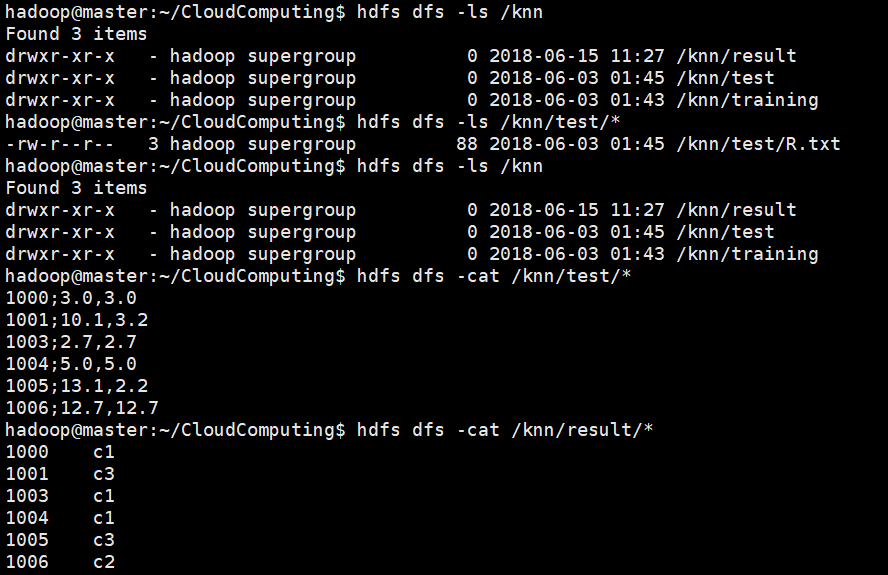 hadoop@master:~/CloudComputing$ hdfs dfs -ls /knn
Found 3 items
drwxr-xr-x   - hadoop supergroup          0 2018-06-15 11:27 /knn/result
drwxr-xr-x   - hadoop supergroup          0 2018-06-03 01:45 /knn/test
drwxr-xr-x   - hadoop supergroup          0 2018-06-03 01:43 /knn/training
hadoop@master:~/CloudComputing$ hdfs dfs -ls /knn/test/*
-rw-r--r--   3 hadoop supergroup         88 2018-06-03 01:45 /knn/test/R.txt
hadoop@master:~/CloudComputing$ hdfs dfs -ls /knn
Found 3 items
drwxr-xr-x   - hadoop supergroup          0 2018-06-15 11:27 /knn/result
drwxr-xr-x   - hadoop supergroup          0 2018-06-03 01:45 /knn/test
drwxr-xr-x   - hadoop supergroup          0 2018-06-03 01:43 /knn/training
hadoop@master:~/CloudComputing$ hdfs dfs -cat /knn/test/*
1000;3.0,3.0
1001;10.1,3.2
1003;2.7,2.7
1004;5.0,5.0
1005;13.1,2.2
1006;12.7,12.7
hadoop@master:~/CloudComputing$ hdfs dfs -cat /knn/result/*
1000    c1
1001    c3
1003    c1
1004    c1
1005    c3
1006    c2